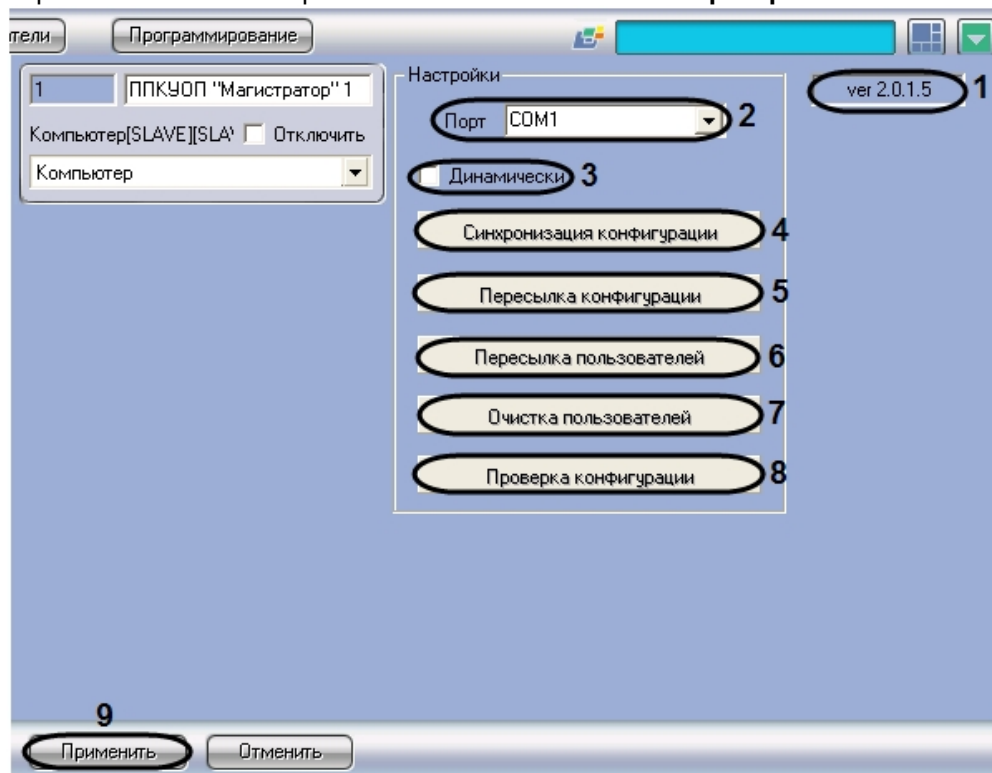 Программирование
1 ППКУОП "Магистратор" 1
Компьютер[SLAVE][SLA Отключить
Компьютер
Настройки
ver 2.0.1.5 1
Порт COM1 2
Динамически 3
Синхронизация конфигурации 4
Пересылка конфигурации 5
Пересылка пользователей 6
Очистка пользователей 7
Проверка конфигурации 8
9
Применить Отменить